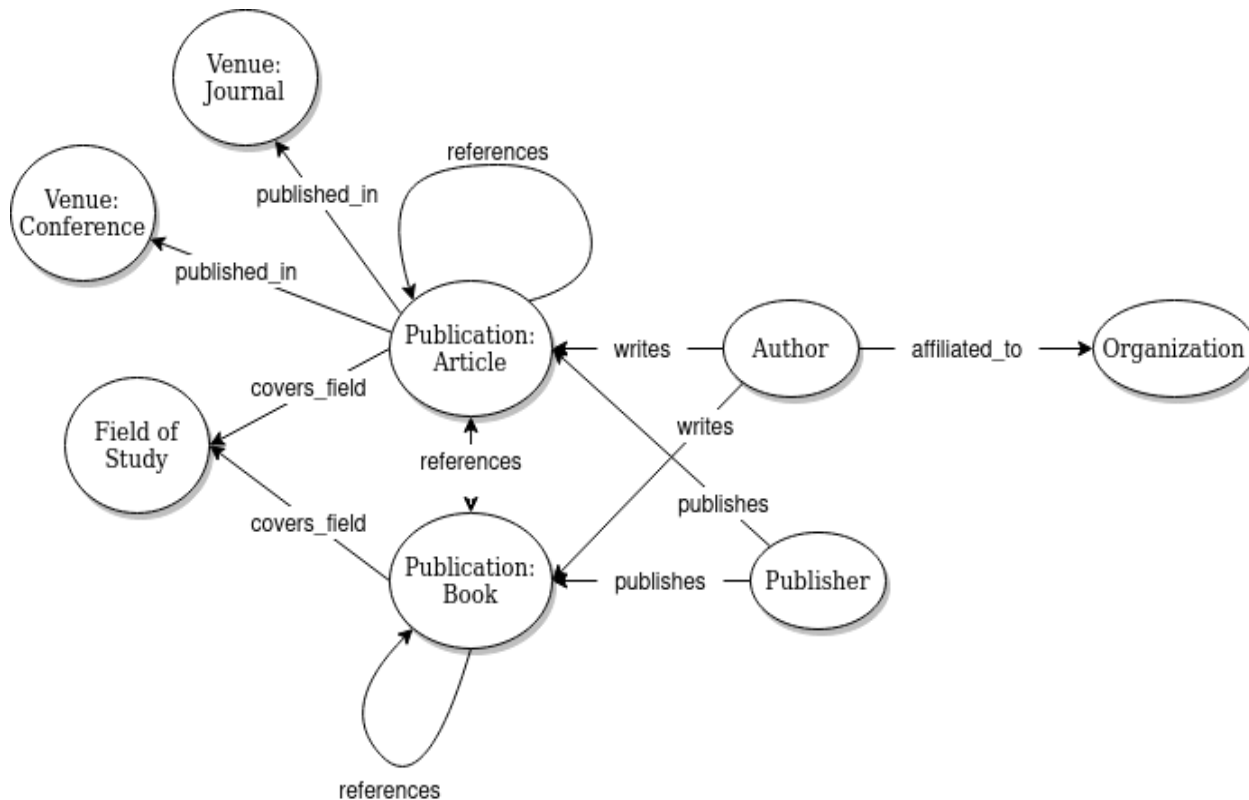 Venue:
Journal
references
Venue:
Conference
published_in
published_in
Publication:
Article
writes
Author
affiliated_to
Organization
covers_field
Field of
Study
writes
references
publishes
covers_field
Publication:
Book
publishes
Publisher
references